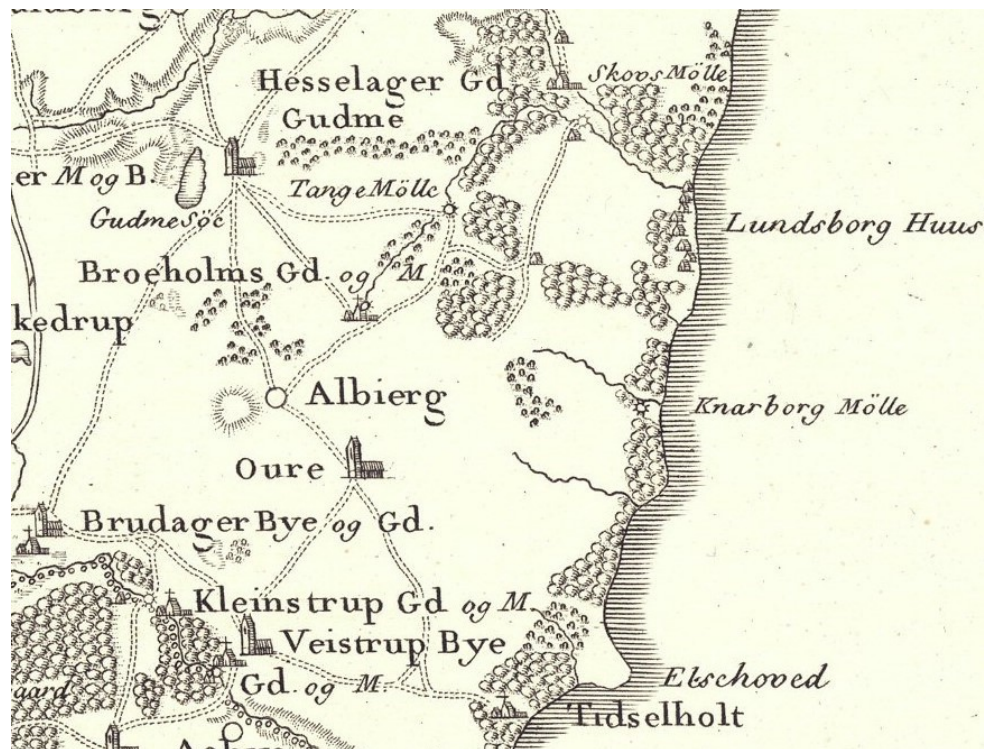 Hesselager Gd
Skovs Mölle
Gudme
er M og B.
Tange Mölle
Gudme Söe
Lundsborg Huus
Broeholms Gd. og M
kedrup
Albierg
Knarborg Mölle
Oure
Brudager Bye og Gd.
Kleinstrup Gd og M.
Veistrup Bye
Gd. og M.
Elschoved
gaard
Tidselholt